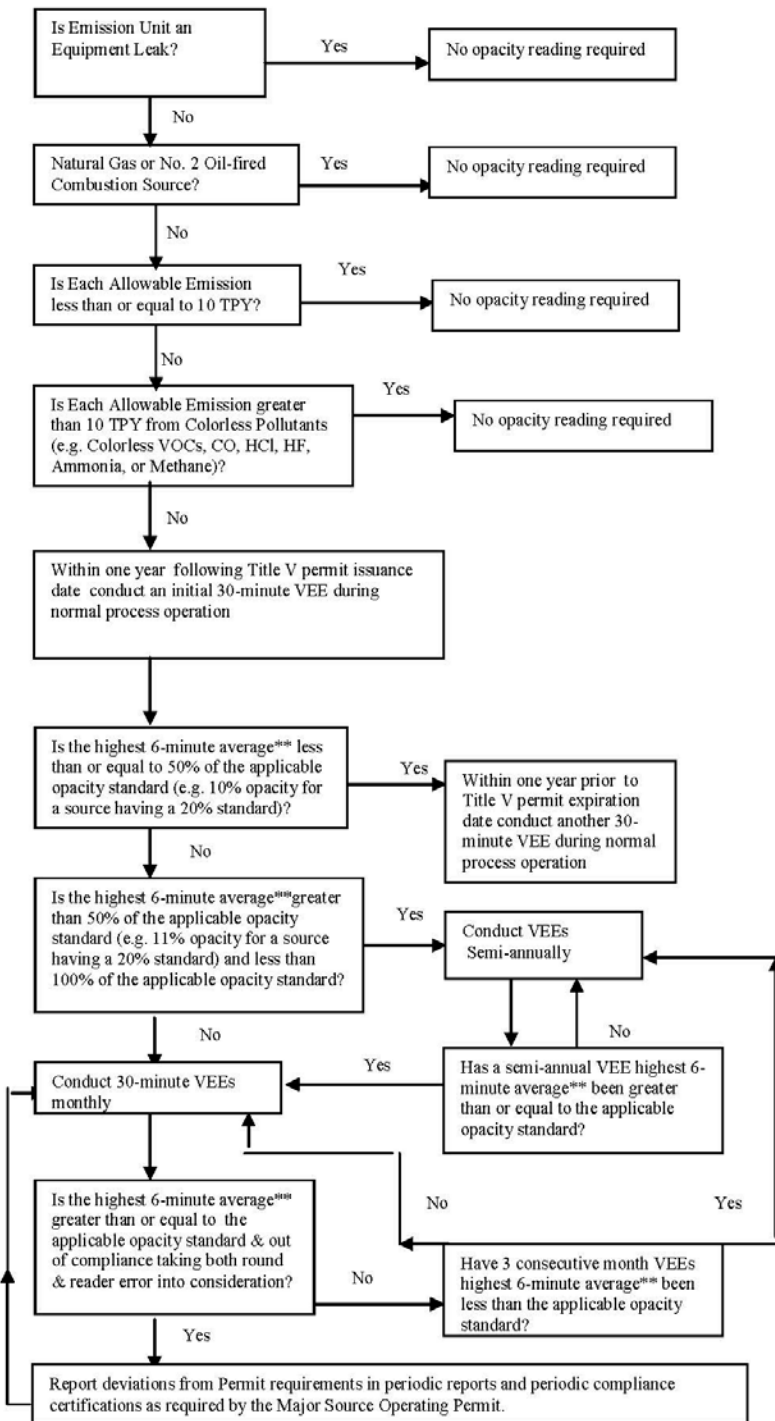 Is Emission Unit an
Equipment Leak?
Yes
No opacity reading required
No
Natural Gas or No. 2 Oil-fired
Combustion Source?
Yes
No opacity reading required
No
Is Each Allowable Emission
less than or equal to 10 TPY?
Yes
No opacity reading required
No
Is Each Allowable Emission greater
than 10 TPY from Colorless Pollutants
(e.g. Colorless VOCs, CO, HCl, HF,
Ammonia, or Methane)?
Yes
No opacity reading required
No
Within one year following Title V permit issuance
date conduct an initial 30-minute VEE during
normal process operation
Is the highest 6-minute average** less
than or equal to 50% of the applicable
opacity standard (e.g. 10% opacity for
a source having a 20% standard)?
Yes
Within one year prior to
Title V permit expiration
date conduct another 30-
minute VEE during normal
process operation
No
Is the highest 6-minute average**greater
than 50% of the applicable opacity
standard (e.g. 11% opacity for a source
having a 20% standard) and less than
100% of the applicable opacity standard?
Yes
Conduct VEEs
Semi-annually
No
No
Conduct 30-minute VEEs
monthly
Yes
Has a semi-annual VEE highest 6-
minute average** been greater
than or equal to the applicable
opacity standard?
Is the highest 6-minute average**
greater than or equal to the
applicable opacity standard & out
of compliance taking both round
& reader error into consideration?
No
No
Yes
Have 3 consecutive month VEEs
highest 6-minute average** been
less than the applicable opacity
standard?
Yes
Report deviations from Permit requirements in periodic reports and periodic compliance
certifications as required by the Major Source Operating Permit.